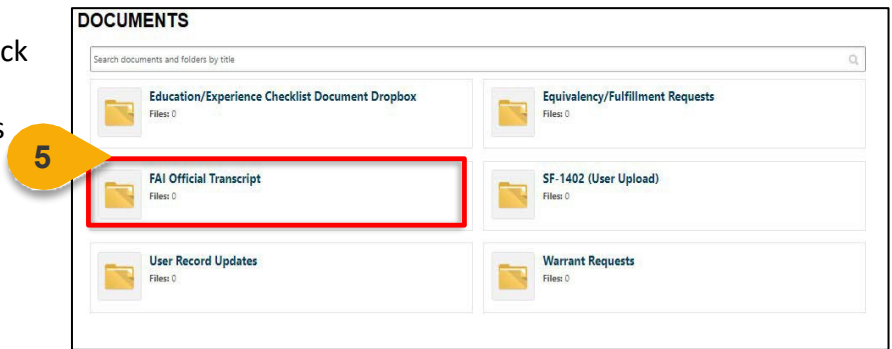 DOCUMENTS
ck
Search documents and folders by title
s
Education/Experience Checklist Document Dropbox
Files: 0
Equivalency/Fulfillment Requests
Files: 0
5
FAI Official Transcript
Files: 0
SF-1402 (User Upload)
Files: 0
User Record Updates
Files: 0
Warrant Requests
Files: 0